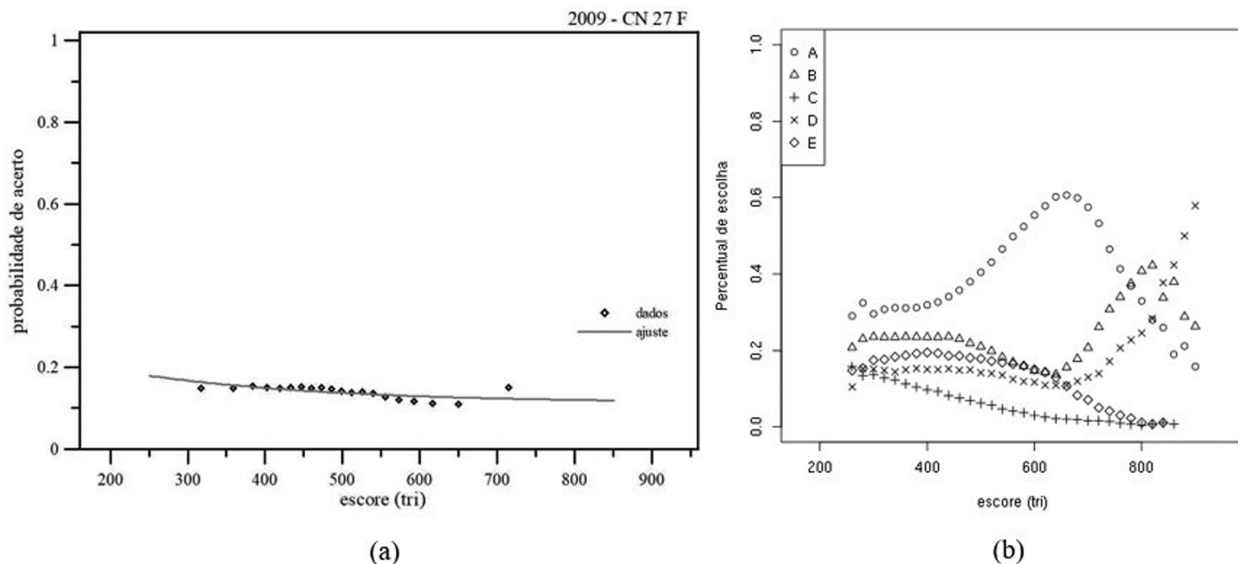 2009 - CN 27 F
probabilidade de acerto
1
0.8
0.6
0.4
0.2
0
200
300
400
500
600
700
800
900
escore (tri)
dados
ajuste
(a)
Percentual de escolha
1.0
0.8
0.6
0.4
0.2
0.0
A
B
C
D
E
200
400
600
800
escore (tri)
(b)